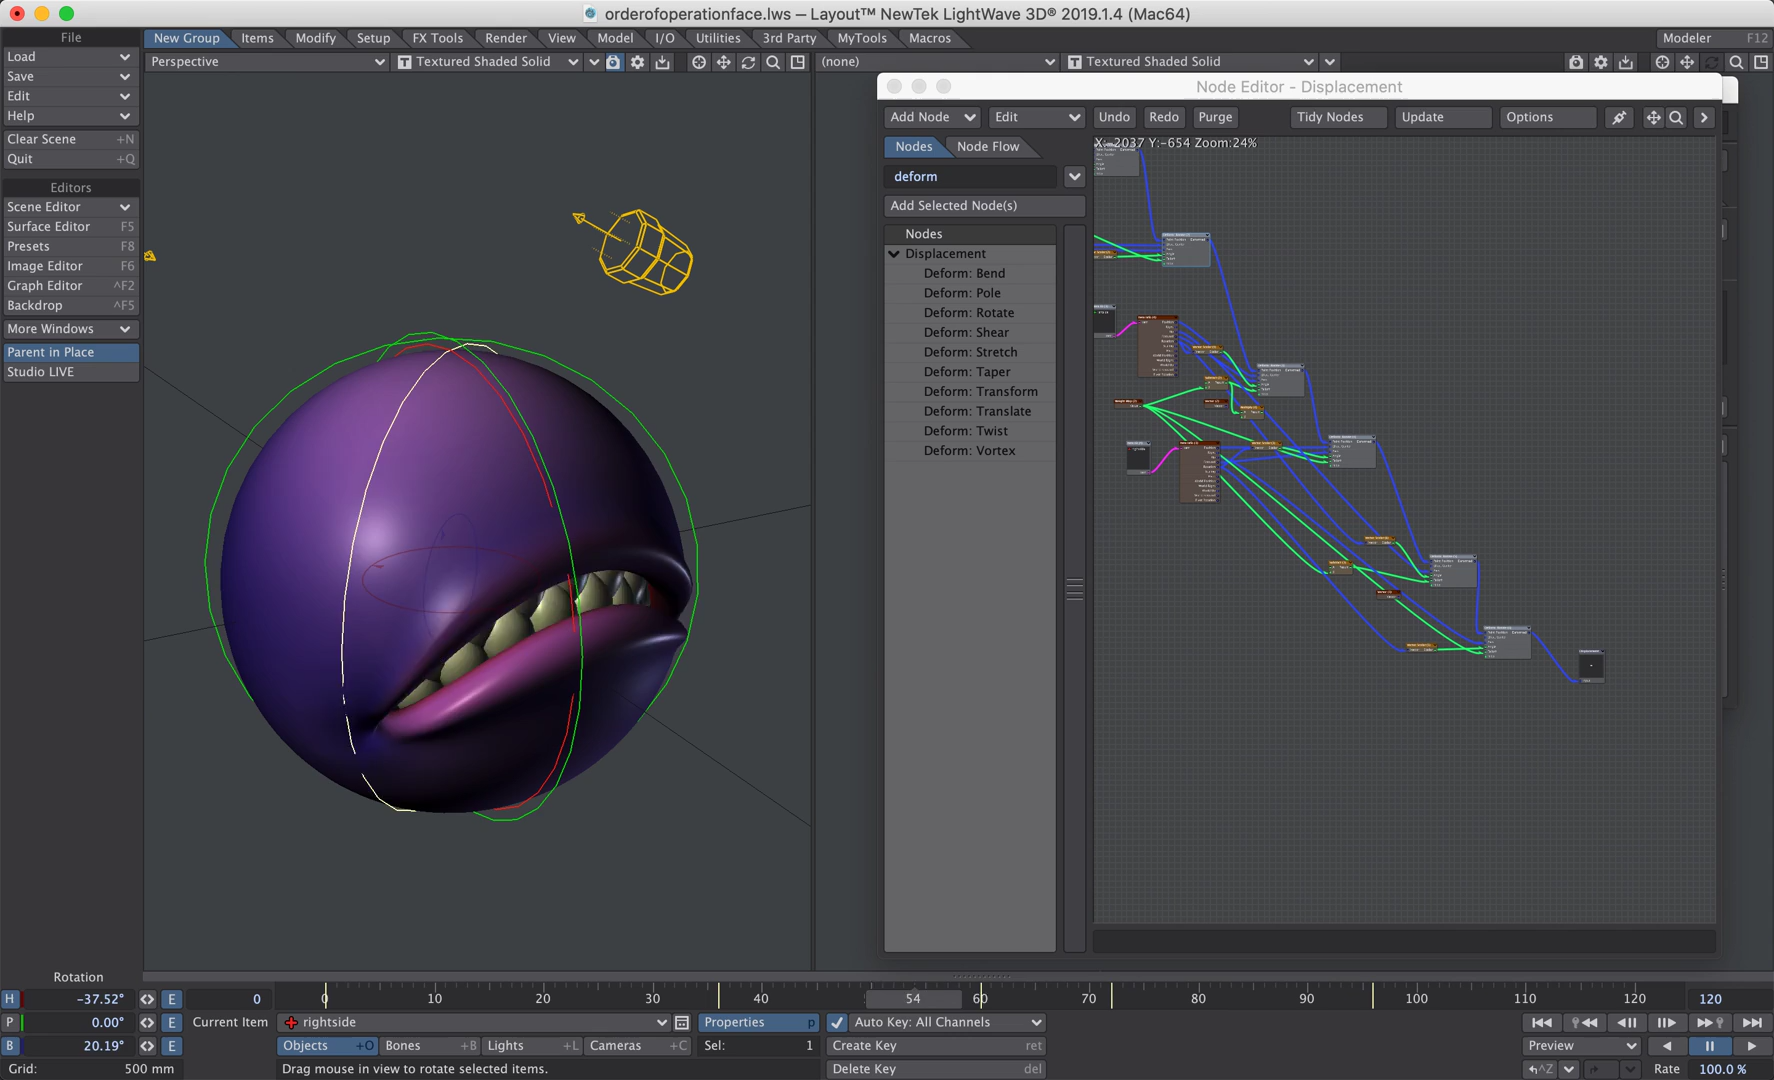 orderofoperationface.lws — Layout™ NewTek LightWave 3D® 2019.1.4 (Mac64)
File
New Group Items Modify Setup FX Tools Render View Model I/O Utilities 3rd Party MyTools Macros Modeler F12
Load
Save
Edit
Help
Clear Scene +N
Quit +Q
Editors
Scene Editor
Surface Editor F5
Presets F8
Image Editor F6
Graph Editor ^F2
Backdrop ^F5
More Windows
Parent in Place
Studio LIVE
Perspective T Textured Shaded Solid
(none) T Textured Shaded Solid
Node Editor - Displacement
Add Node Edit Undo Redo Purge Tidy Nodes Update Options
Nodes Node Flow
X:-2037 Y:-654 Zoom:24%
deform
Add Selected Node(s)
Nodes
Displacement
Deform: Bend
Deform: Pole
Deform: Rotate
Deform: Shear
Deform: Stretch
Deform: Taper
Deform: Transform
Deform: Translate
Deform: Twist
Deform: Vortex
Rotation
H -37.52° E 0
0 10 20 30 40 54 60 70 80 90 100 110 120 120
P 0.00° E Current Item rightside Properties p Auto Key: All Channels
B 20.19° E Objects +O Bones +B Lights +L Cameras +C Sel: 1 Create Key ret Preview
Grid: 500 mm Drag mouse in view to rotate selected items. Delete Key del ^Z Rate 100.0 %